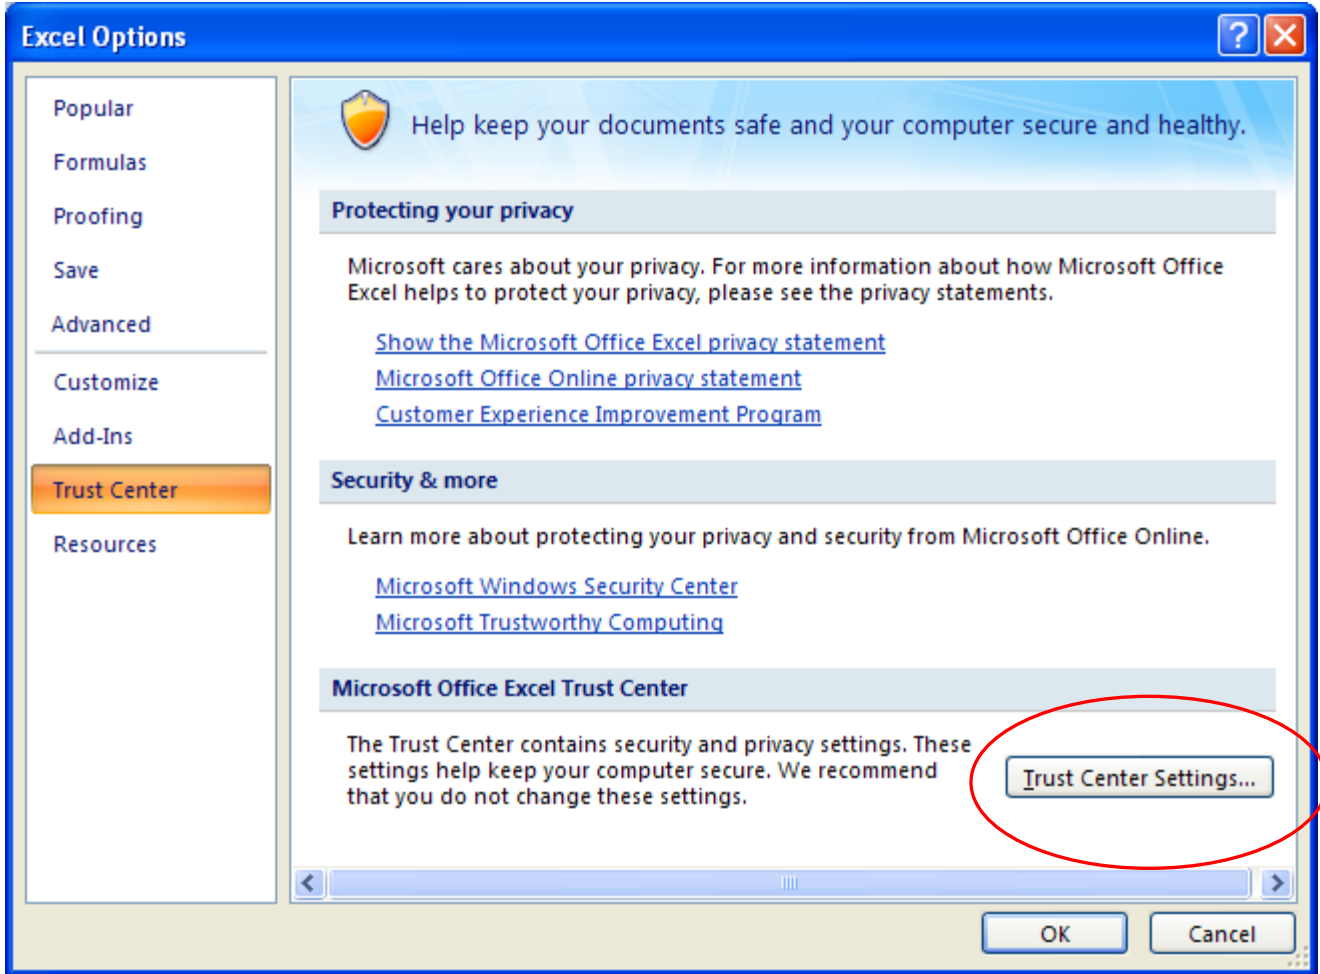 Excel Options
Popular
Formulas
Proofing
Save
Advanced
Customize
Add-Ins
Trust Center
Resources
Help keep your documents safe and your computer secure and healthy.
Protecting your privacy
Microsoft cares about your privacy. For more information about how Microsoft Office
Excel helps to protect your privacy, please see the privacy statements.
Show the Microsoft Office Excel privacy statement
Microsoft Office Online privacy statement
Customer Experience Improvement Program
Security & more
Learn more about protecting your privacy and security from Microsoft Office Online.
Microsoft Windows Security Center
Microsoft Trustworthy Computing
Microsoft Office Excel Trust Center
The Trust Center contains security and privacy settings. These
settings help keep your computer secure. We recommend
that you do not change these settings.
Trust Center Settings...
OK
Cancel